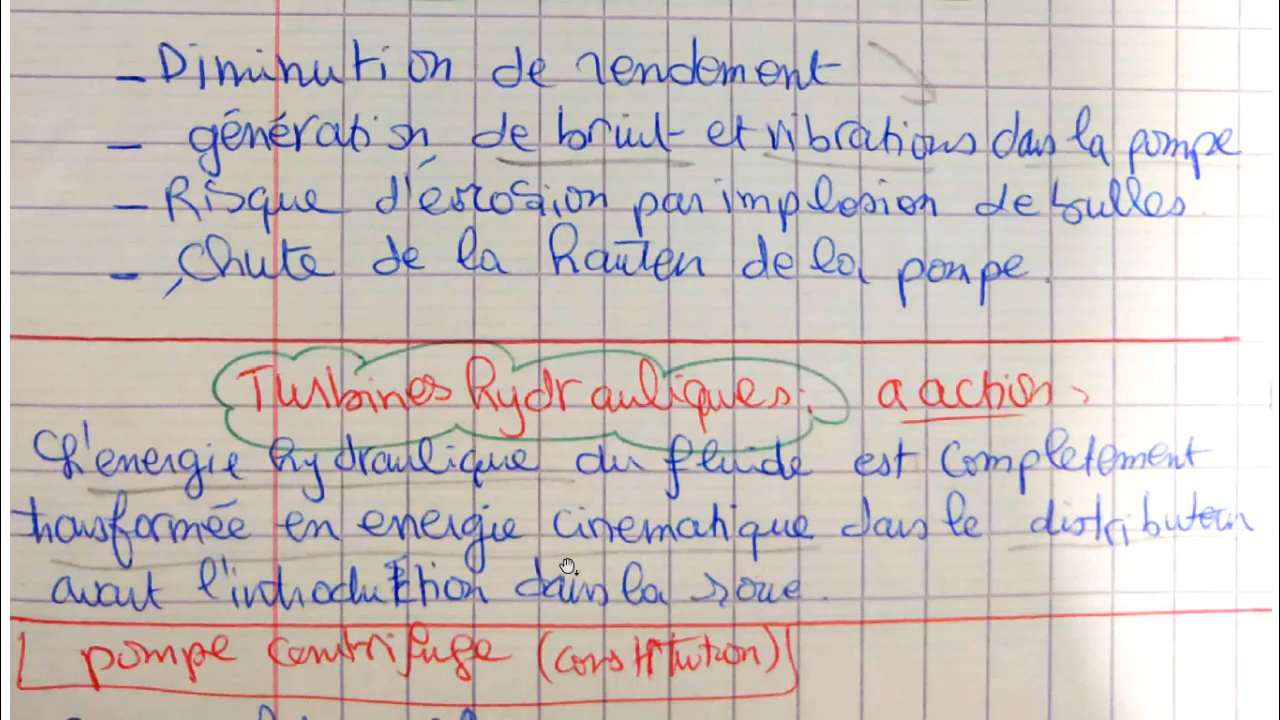 - Diminution de rendement
- génération de bruit et vibrations dans la pompe
- Risque d'érosion par implosion de bulles
- Chute de la hauteur de la pompe.
Turbines hydrauliques: a action.
L'energie hydraulique du fluide est completement
transformée en energie cinematique dans le distributeur
avant l'introduction dans la roue.
pompe centrifuge (constitution)